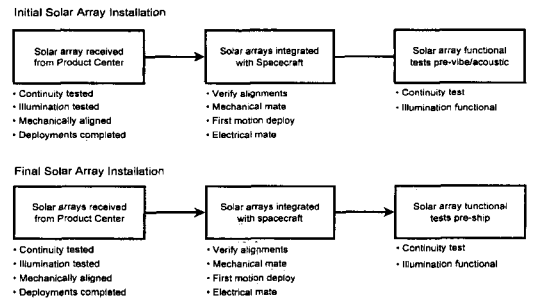 Initial Solar Array Installation
Solar array received
from Product Center
Solar arrays integrated
with Spacecraft
Solar array functional
tests pre-vibe/acoustic
• Continuity tested
• Illumination tested
• Mechanically aligned
• Deployments completed
• Verify alignments
• Mechanical mate
• First motion deploy
• Electrical mate
• Continuity test
• Illumination functional
Final Solar Array Installation
Solar arrays received
from Product Center
Solar arrays integrated
with spacecraft
Solar array functional
tests pre-ship
• Continuity tested
• Illumination tested
• Mechanically aligned
• Deployments completed
• Verify alignments
• Mechanical mate
• First motion deploy
• Electrical mate
• Continuity test
• Illumination functional